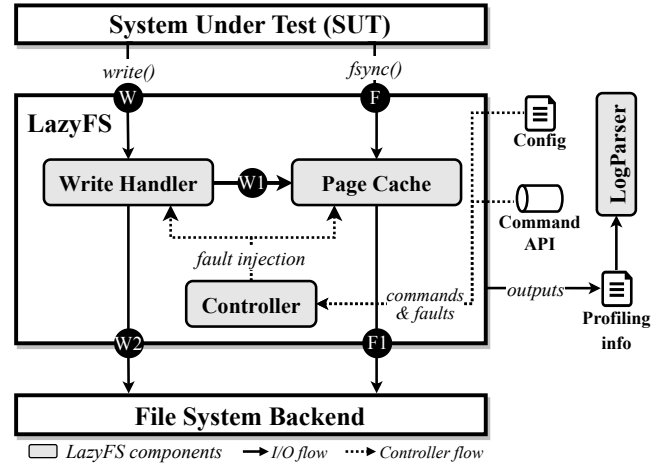 System Under Test (SUT)
write()
fsync()
W
F
LazyFS
Write Handler
W1
Page Cache
fault injection
Controller
commands
& faults
Config
Command
API
LogParser
outputs
Profiling
info
W2
F1
File System Backend
LazyFS components
I/O flow
Controller flow